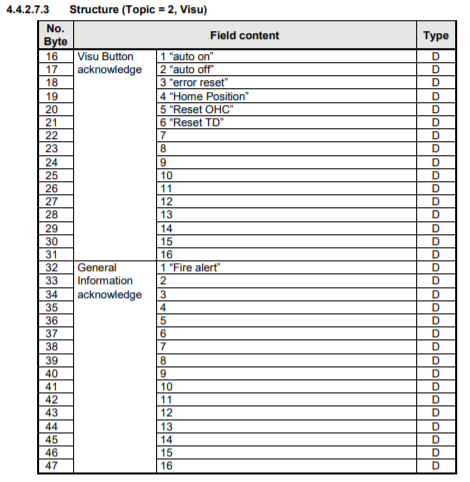 4.4.2.7.3 Structure (Topic = 2, Visu)
No. Byte Field content Type
16 Visu Button 1 "auto on" D
17 acknowledge 2 "auto off" D
18 3 "error reset" D
19 4 "Home Position" D
20 5 "Reset OHC" D
21 6 "Reset TD" D
22 7 D
23 8 D
24 9 D
25 10 D
26 11 D
27 12 D
28 13 D
29 14 D
30 15 D
31 16 D
32 General 1 "Fire alert" D
33 Information 2 D
34 acknowledge 3 D
35 4 D
36 5 D
37 6 D
38 7 D
39 8 D
40 9 D
41 10 D
42 11 D
43 12 D
44 13 D
45 14 D
46 15 D
47 16 D